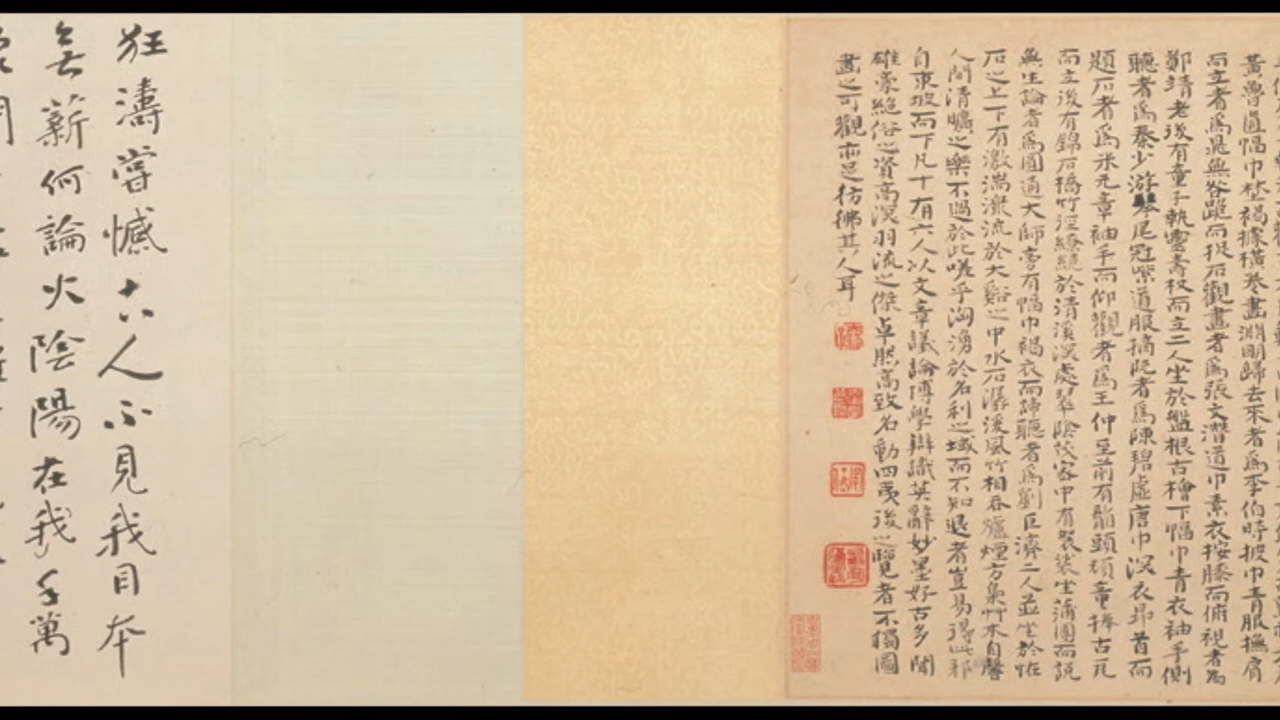 黃魯直幅巾埜褐據橫卷畫淵明歸去來者為李伯時披巾青服撫肩
而立者為晁無咎跪而捉石觀畫者為張文潛道巾素衣按膝而俯視者為
鄭靖老後有童子執靈壽杖而立二人坐於盤根古檜下幅巾青衣袖手側
聽者為秦少游琴尾冠紫道服摘阮者為陳碧虛唐巾深衣昂首而
題石者為米元章袖手而仰觀者為王仲至前有髯頭頑童捧古
而立後有錦石橋竹逕繚繞於清溪深處翠陰茂密中有袈裟坐蒲團而說
無生論者為圓通大師旁有幅巾褐衣而諦聽者為劉巨濟二人並坐於怪
石之上下有激湍潨流於大谿之中水石潺湲風竹相吞爐煙方裊艸木自馨
人間清曠之樂不過於此嗟乎洶湧於名利之域而不知退者豈易得此邪
自東坡而下凡十有六人以文章議論博學辯識英辭妙墨好古多聞
雄豪絕俗之資高深羽流之傑卓然高致名動四夷後之覽者不獨圖
畫之可觀亦足彷彿其人耳
狂濤嘗憾古人不見我目本
無薪何論火陰陽在我手萬